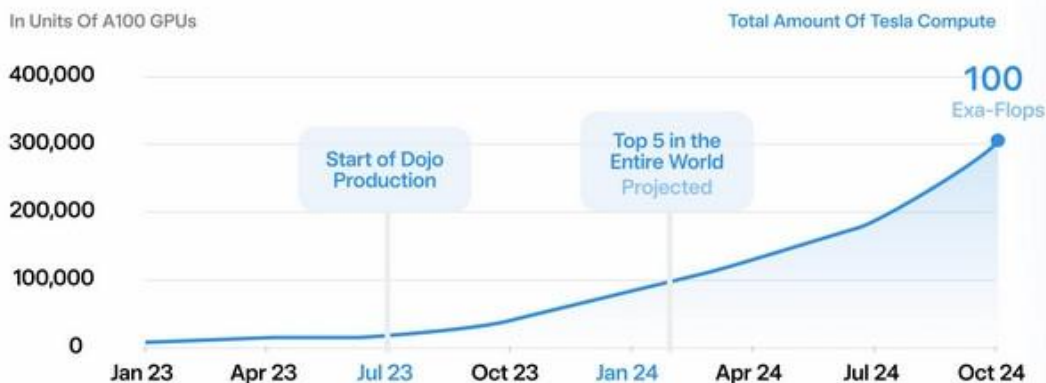 In Units Of A100 GPUs
Total Amount Of Tesla Compute
400,000
100
Exa-Flops
300,000
Start of Dojo
Production
Top 5 in the
Entire World
Projected
200,000
100,000
0
Jan 23
Apr 23
Jul 23
Oct 23
Jan 24
Apr 24
Jul 24
Oct 24